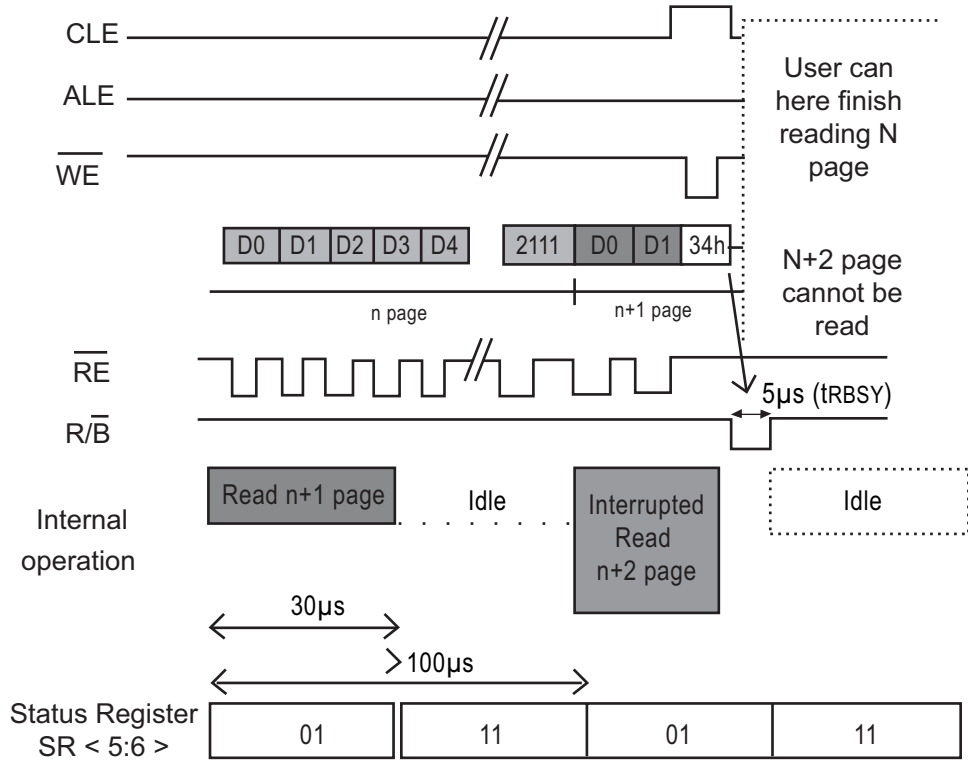 CLE
ALE
WE
User can
here finish
reading N
page
D0 D1 D2 D3 D4 2111 D0 D1 34h
n page n+1 page
N+2 page
cannot be
read
RE
5µs (tRBSY)
R/B
Internal
operation
Read n+1 page
Idle
Interrupted
Read
n+2 page
Idle
30µs
100µs
Status Register
SR < 5:6 >
01 11 01 11